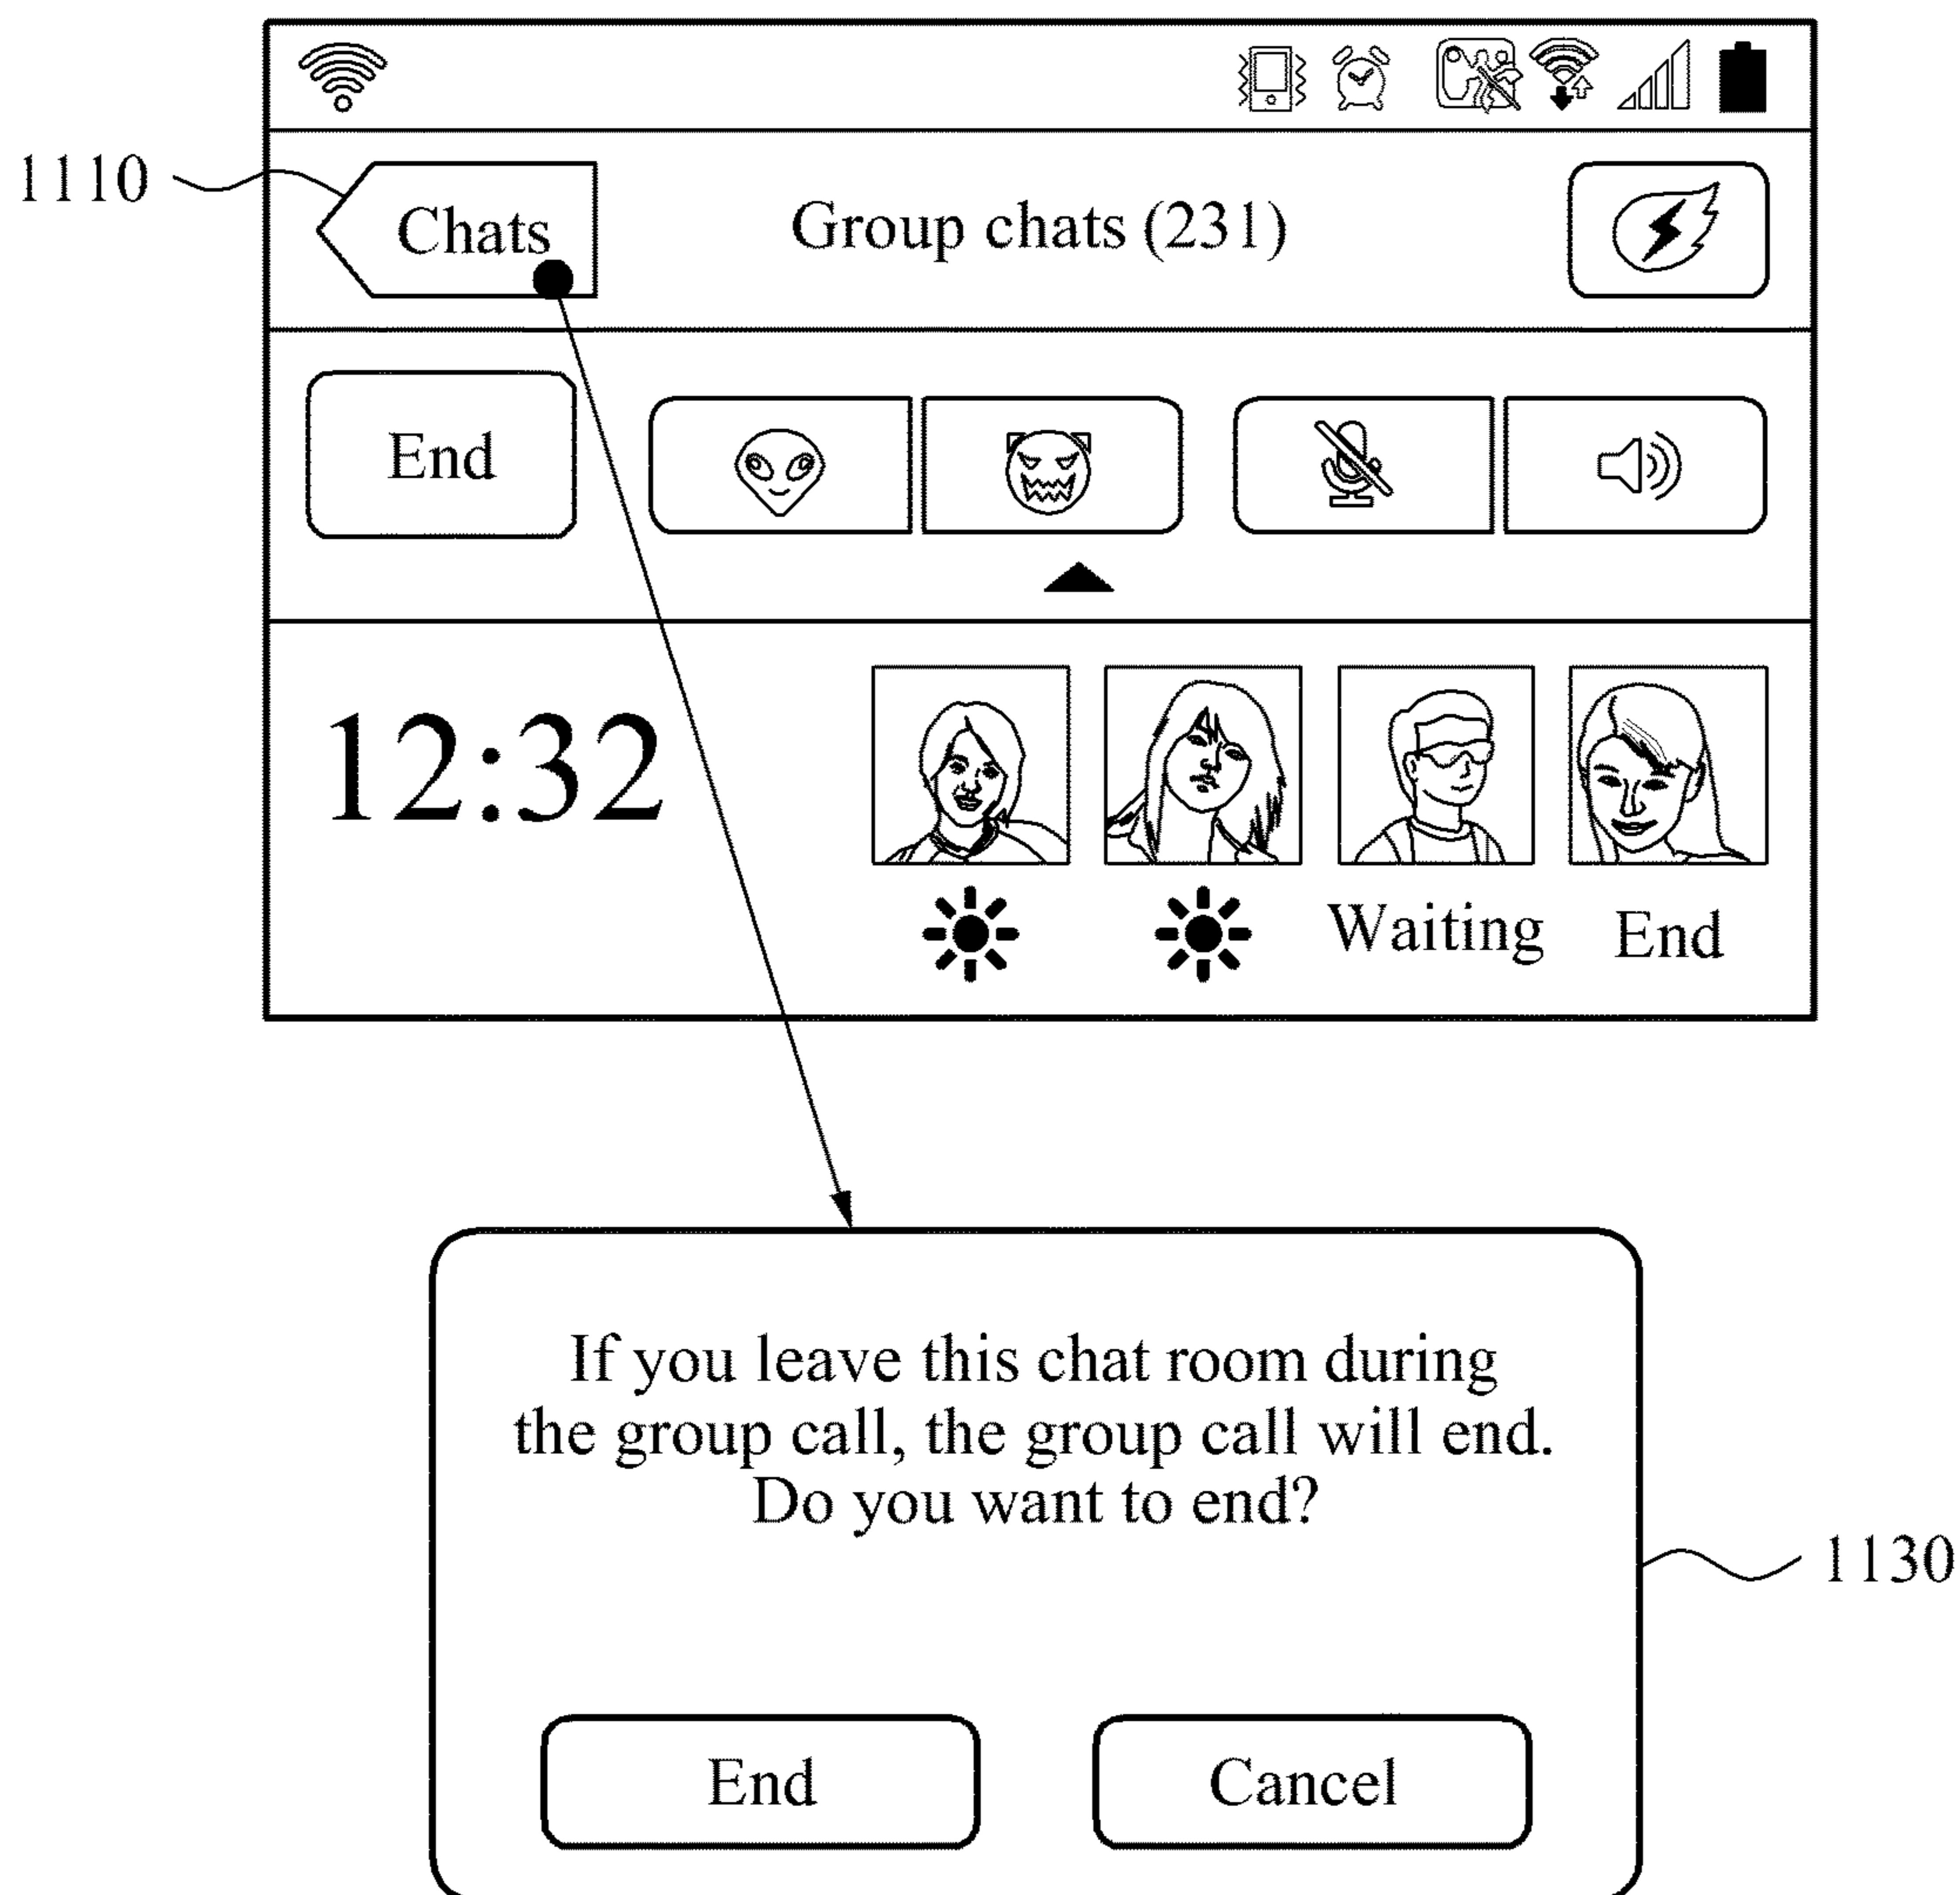 1110
Chats
Group chats (231)
End
12:32
Waiting
End
If you leave this chat room during
the group call, the group call will end.
Do you want to end?
1130
End
Cancel